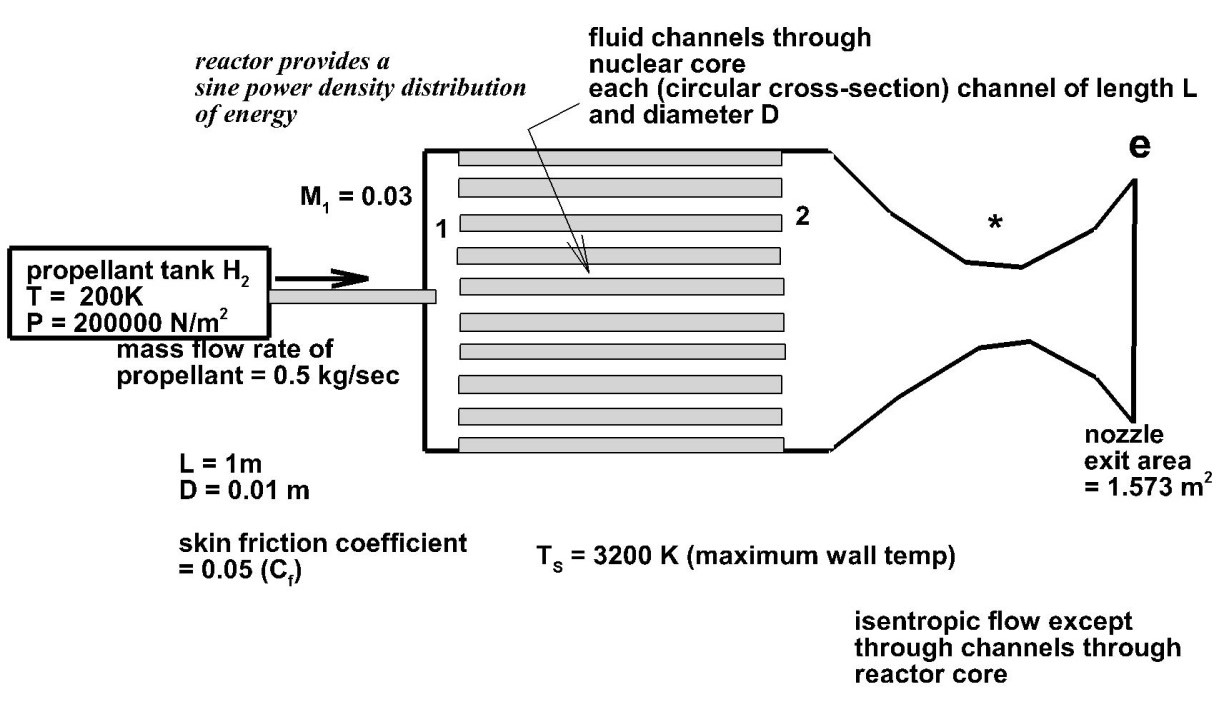 reactor provides a
sine power density distribution
of energy
fluid channels through
nuclear core
each (circular cross-section) channel of length L
and diameter D
e
M₁ = 0.03
1
2
*
propellant tank H₂
T = 200K
P = 200000 N/m²
mass flow rate of
propellant = 0.5 kg/sec
nozzle
exit area
= 1.573 m²
L = 1m
D = 0.01 m
skin friction coefficient
= 0.05 (C_f)
T_S = 3200 K (maximum wall temp)
isentropic flow except
through channels through
reactor core